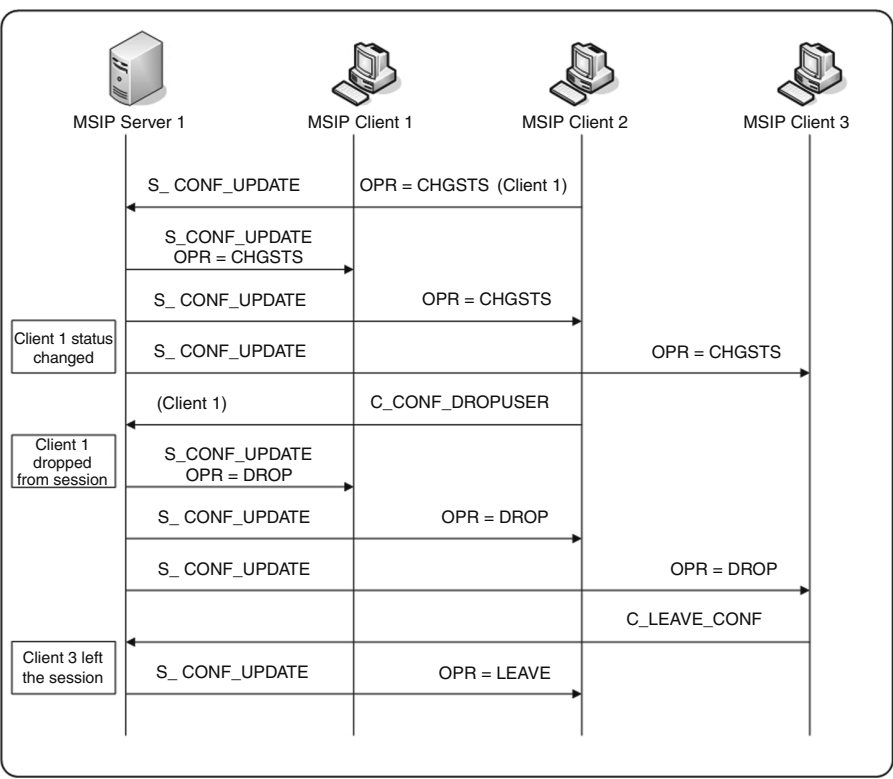 MSIP Server 1 MSIP Client 1 MSIP Client 2 MSIP Client 3
S_ CONF_UPDATE OPR = CHGSTS (Client 1)
S_CONF_UPDATE
OPR = CHGSTS
S_ CONF_UPDATE OPR = CHGSTS
Client 1 status
changed
S_ CONF_UPDATE OPR = CHGSTS
(Client 1) C_CONF_DROPUSER
Client 1
dropped
from session
S_CONF_UPDATE
OPR = DROP
S_ CONF_UPDATE OPR = DROP
S_ CONF_UPDATE OPR = DROP
C_LEAVE_CONF
Client 3 left
the session
S_ CONF_UPDATE OPR = LEAVE